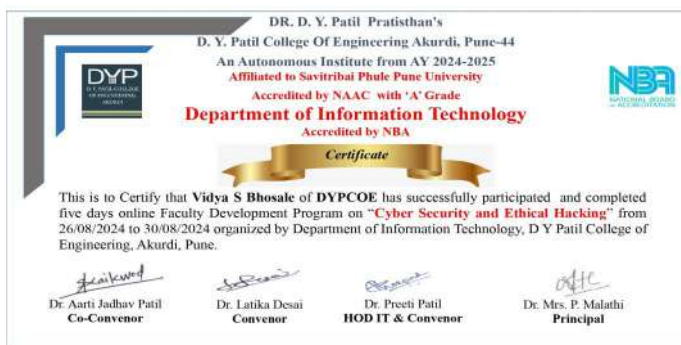 DR. D. Y. Patil Pratisthan's
D. Y. Patil College Of Engineering Akurdi, Pune-44
An Autonomous Institute from AY 2024-2025
Affiliated to Savitribai Phule Pune University
Accredited by NAAC with 'A' Grade
Department of Information Technology
Accredited by NBA
DYP
D Y PATIL COLLEGE
OF ENGINEERING
AKURDI
NBA
NATIONAL BOARD
of ACCREDITATION
Certificate
This is to Certify that Vidya S Bhosale of DYPCOE has successfully participated and completed
five days online Faculty Development Program on "Cyber Security and Ethical Hacking" from
26/08/2024 to 30/08/2024 organized by Department of Information Technology, D Y Patil College of
Engineering, Akurdi, Pune.
Dr. Aarti Jadhav Patil
Co-Convenor
Dr. Latika Desai
Convenor
Dr. Preeti Patil
HOD IT & Convenor
Dr. Mrs. P. Malathi
Principal